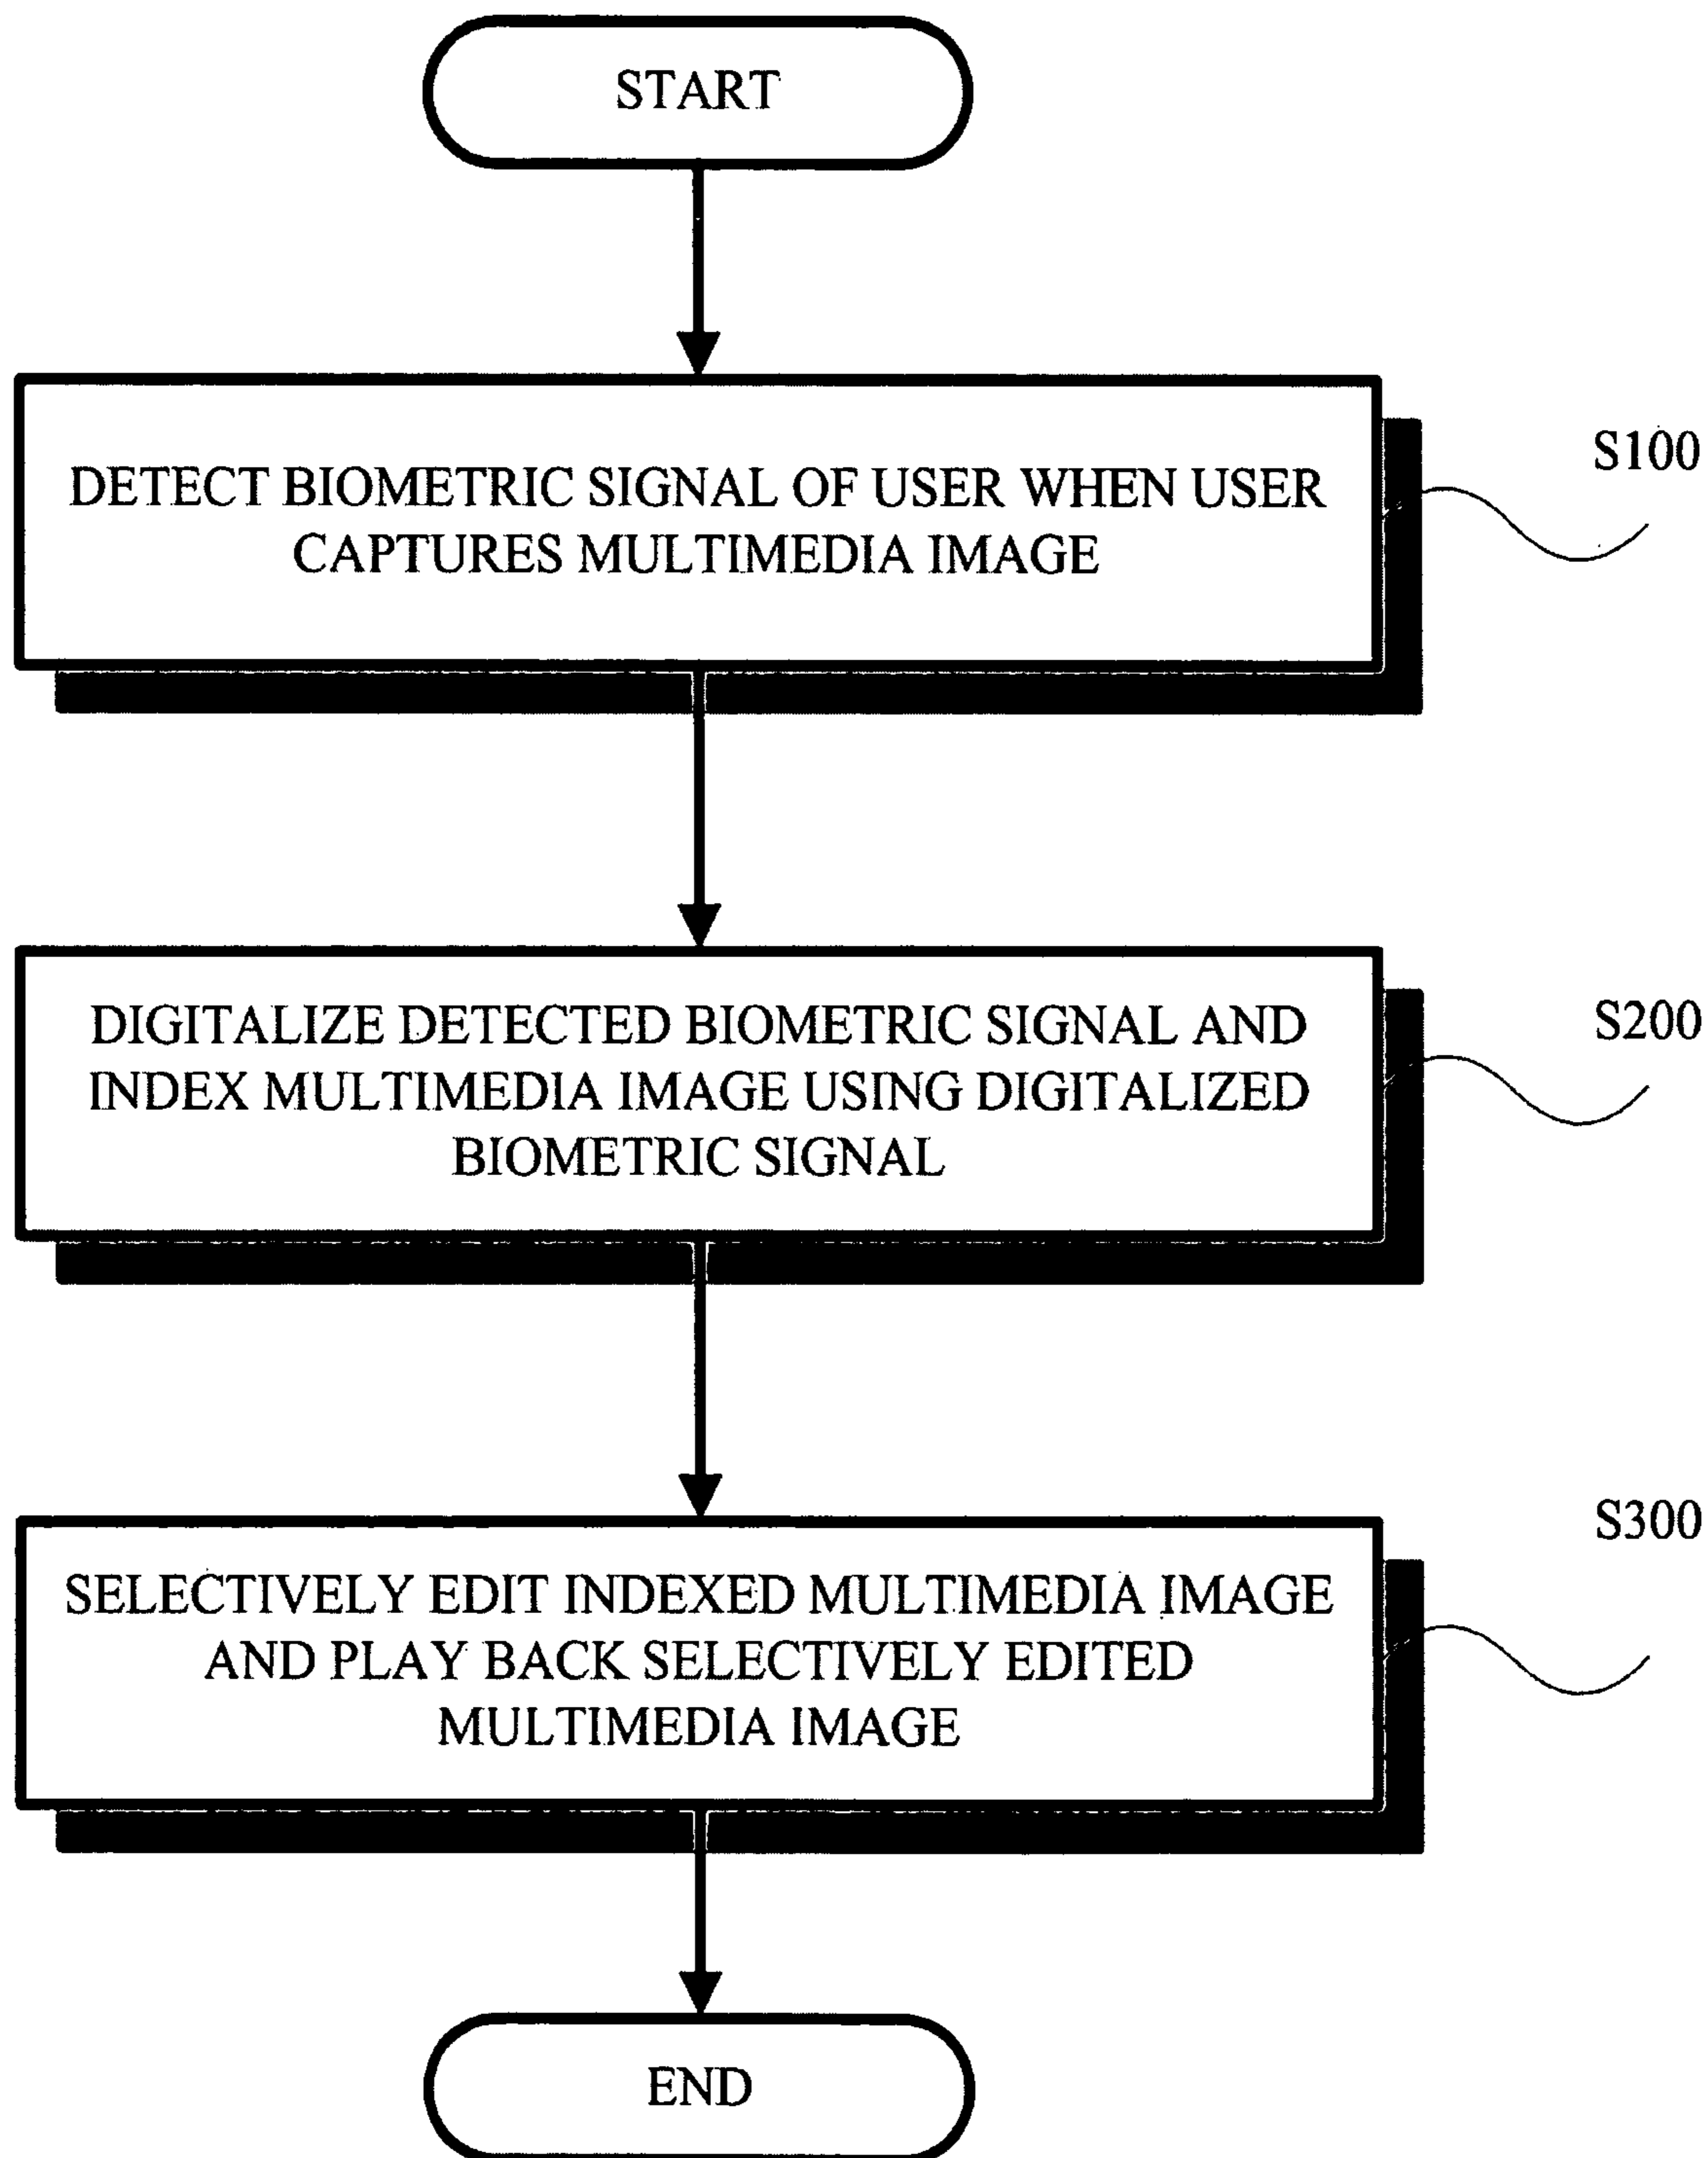 START
S100
DETECT BIOMETRIC SIGNAL OF USER WHEN USER
CAPTURES MULTIMEDIA IMAGE
S200
DIGITALIZE DETECTED BIOMETRIC SIGNAL AND
INDEX MULTIMEDIA IMAGE USING DIGITALIZED
BIOMETRIC SIGNAL
S300
SELECTIVELY EDIT INDEXED MULTIMEDIA IMAGE
AND PLAY BACK SELECTIVELY EDITED
MULTIMEDIA IMAGE
END